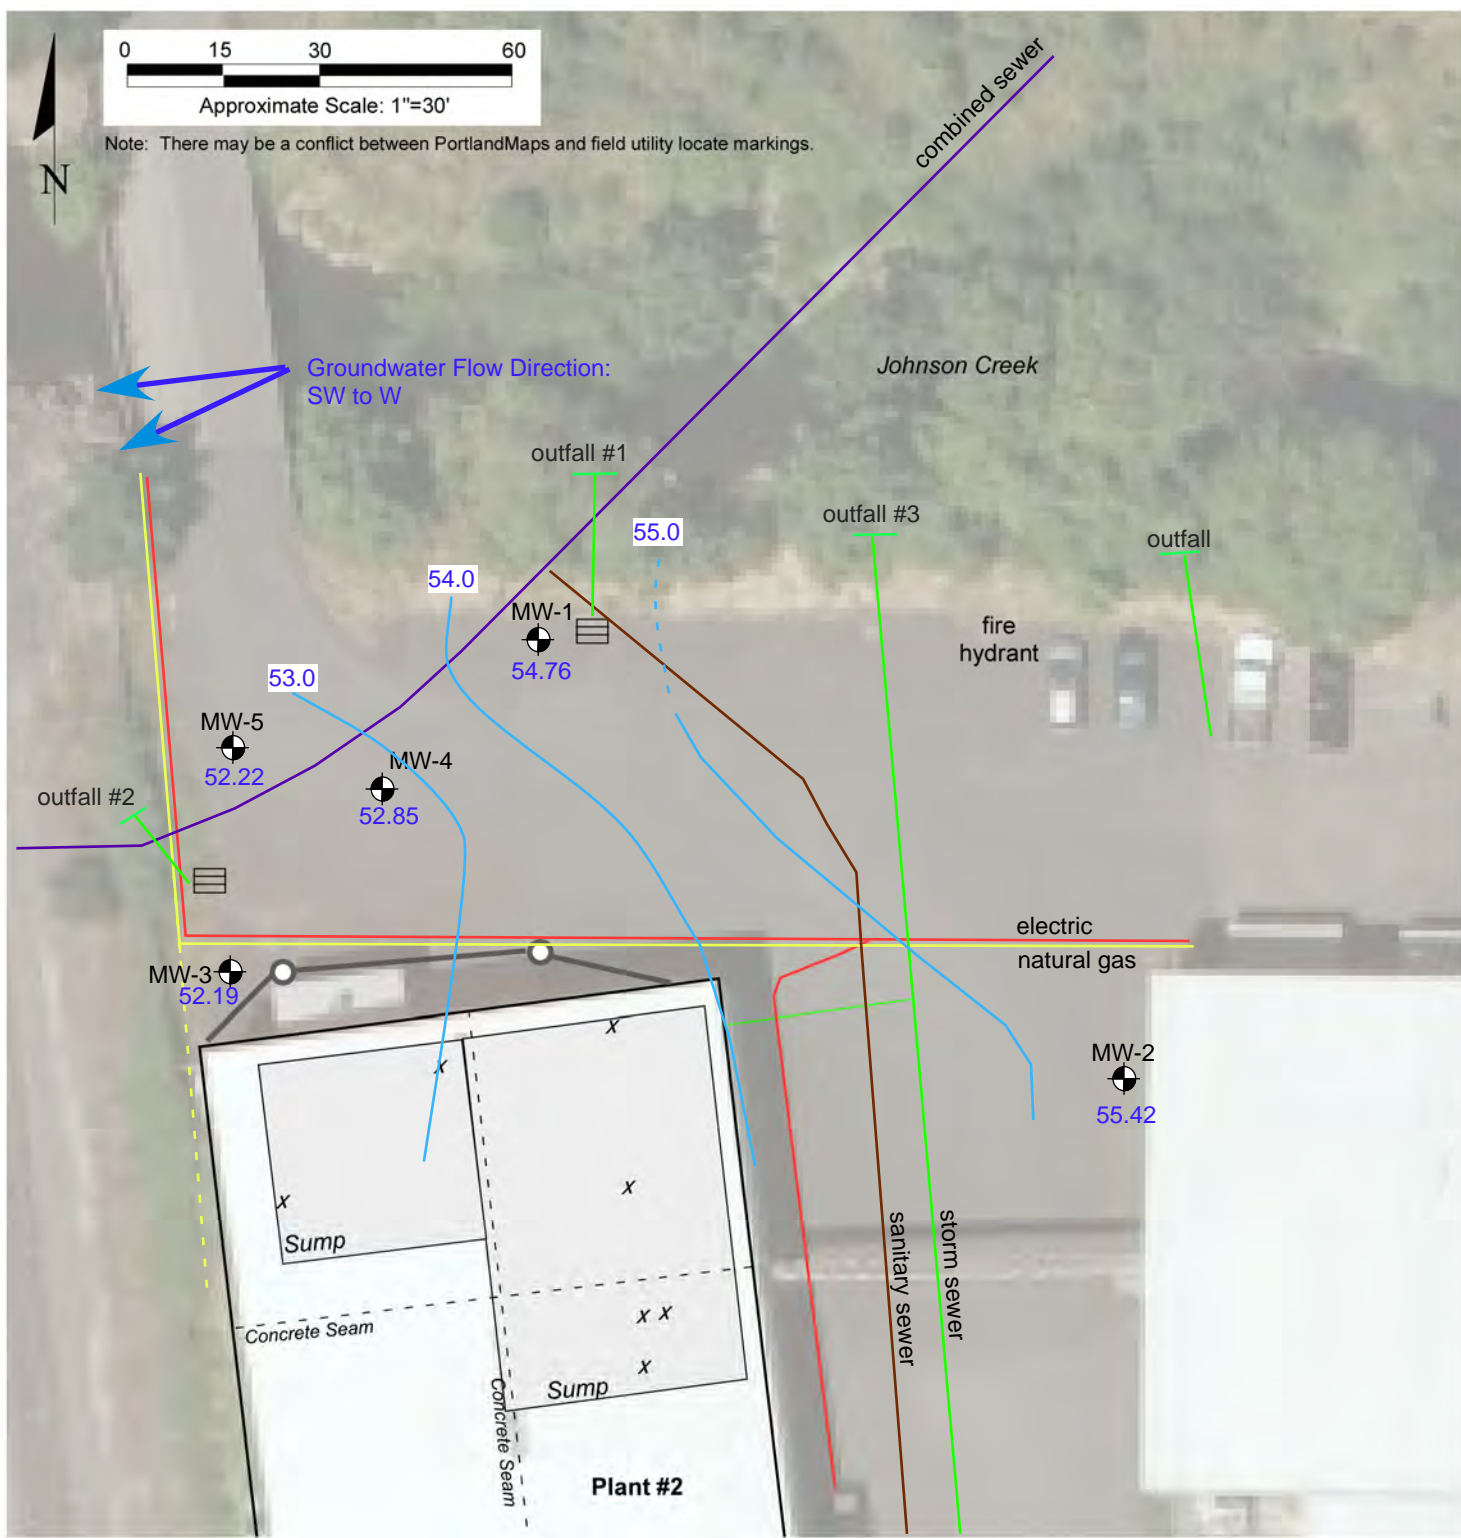 0 15 30 60
Approximate Scale: 1"=30'
Note: There may be a conflict between PortlandMaps and field utility locate markings.
N
combined sewer
Groundwater Flow Direction:
SW to W
Johnson Creek
outfall #1
outfall #3
55.0
outfall
54.0
MW-1
54.76
fire
hydrant
53.0
MW-5
52.22
MW-4
52.85
outfall #2
electric
natural gas
MW-3
52.19
MW-2
55.42
x
x
x
x
Sump
Concrete Seam
x x
x
Sump
Concrete Seam
Plant #2
sanitary sewer
storm sewer